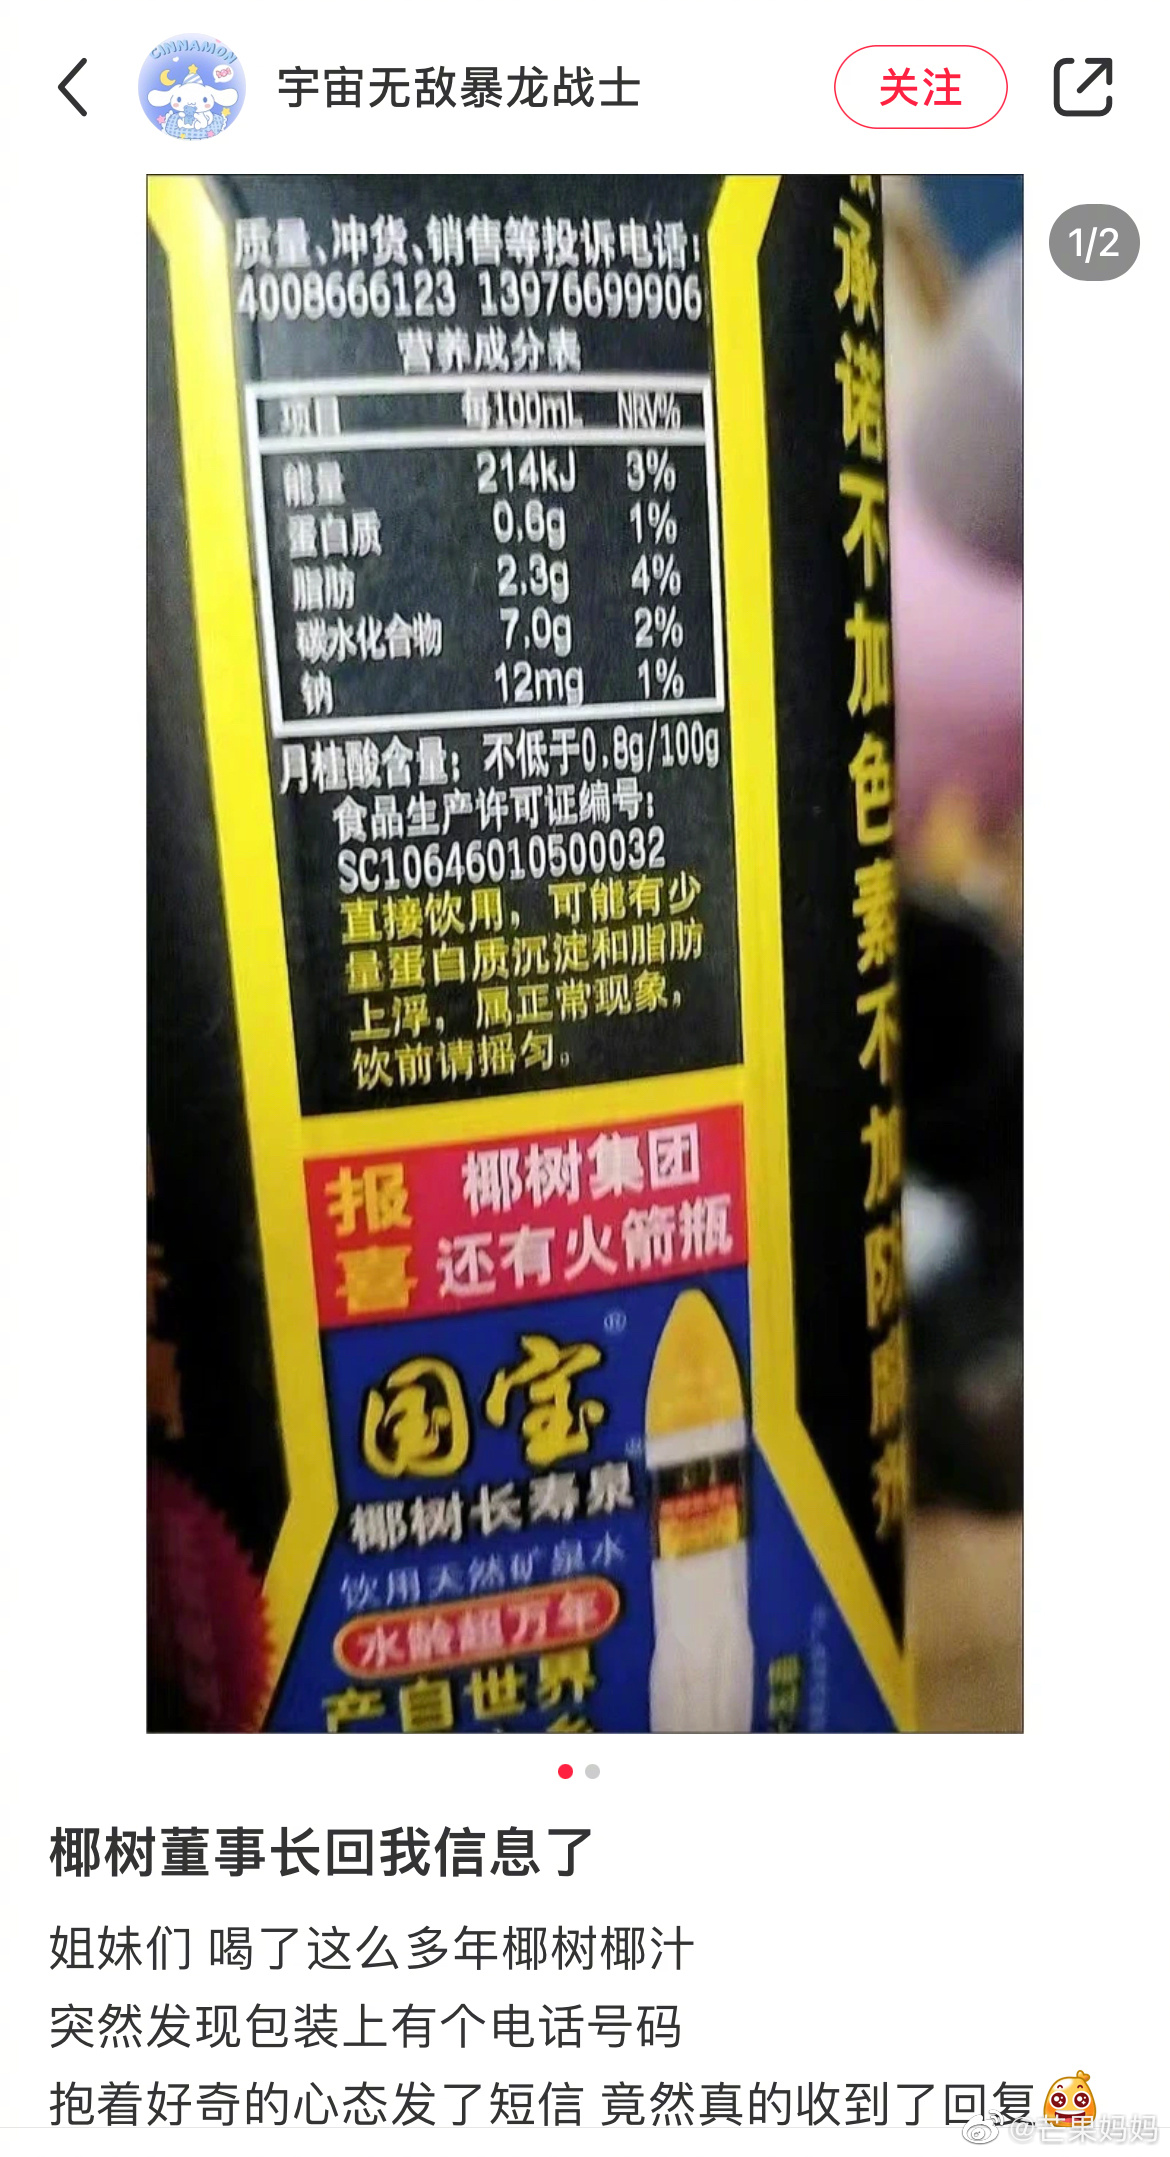 CINNAMON
宇宙无敌暴龙战士
关注
1/2
质量、冲货、销售等投诉电话：
4008666123 13976699906
营养成分表
项目 每100mL NRV%
能量 214kJ 3%
蛋白质 0.6g 1%
脂肪 2.3g 4%
碳水化合物 7.0g 2%
钠 12mg 1%
月桂酸含量：不低于0.8g/100g
食品生产许可证编号：
SC10646010500032
直接饮用，可能有少
量蛋白质沉淀和脂肪
上浮，属正常现象，
饮前请摇匀。
承诺不加色素不加防腐剂
报喜
椰树集团
还有火箭瓶
国宝®
椰树长寿泉
饮用天然矿泉水
水龄超万年
产自世界
椰树董事长回我信息了
姐妹们 喝了这么多年椰树椰汁
突然发现包装上有个电话号码
抱着好奇的心态发了短信 竟然真的收到了回复
@芒果妈妈